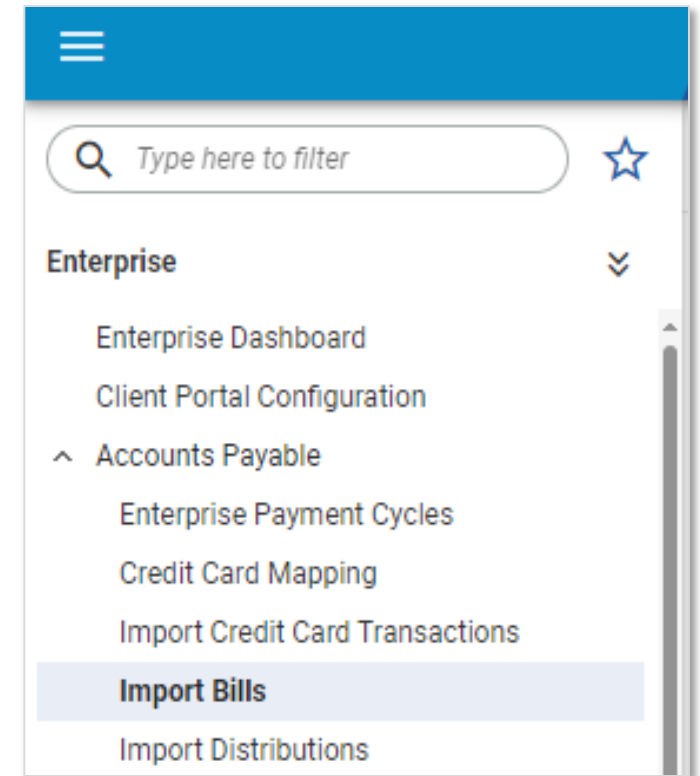 Type here to filter
Enterprise
Enterprise Dashboard
Client Portal Configuration
Accounts Payable
Enterprise Payment Cycles
Credit Card Mapping
Import Credit Card Transactions
Import Bills
Import Distributions